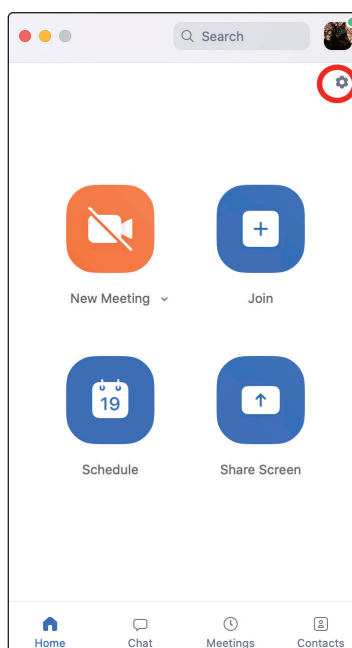 Search
New Meeting
Join
19
Schedule
Share Screen
Home
Chat
Meetings
Contacts